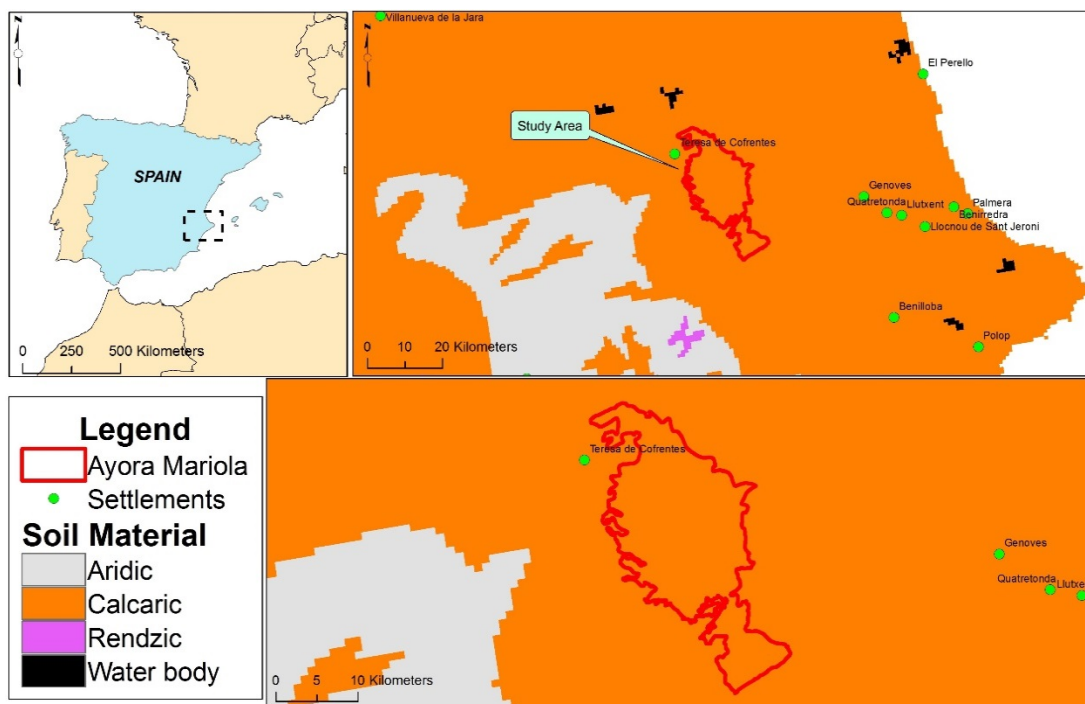 N
SPAIN
0 250 500 Kilometers
N
Villanueva de la Jara
El Perello
Study Area
Teresa de Cofrentes
Genoves
Quatretonda
Llutxent
Palmera
Benirredra
Llocnou de Sant Jeroni
Benilloba
Polop
0 10 20 Kilometers
Legend
Ayora Mariola
Settlements
Soil Material
Aridic
Calcaric
Rendzic
Water body
Teresa de Cofrentes
Genoves
Quatretonda
Llutxe
0 5 10 Kilometers